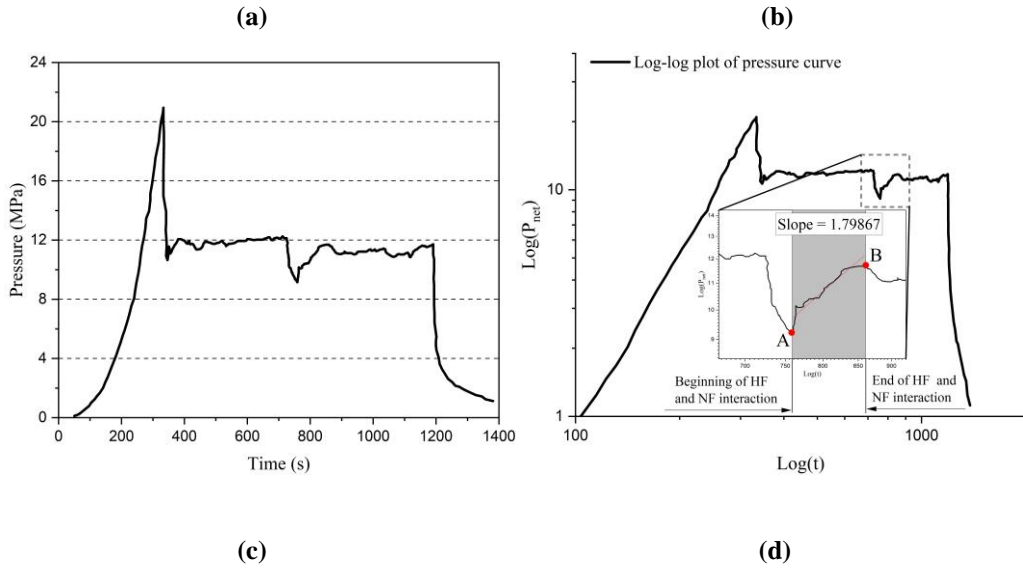 (a)
(b)
24
20
16
12
8
4
0
Pressure (MPa)
0 200 400 600 800 1000 1200 1400
Time (s)
Log-log plot of pressure curve
10
1
Log(P_net)
Slope = 1.79867
14
13
12
11
10
9
Log(P_net)
A
B
700 750 800 850 900
Log(t)
Beginning of HF
and NF interaction
End of HF and
NF interaction
100 1000
Log(t)
(c)
(d)